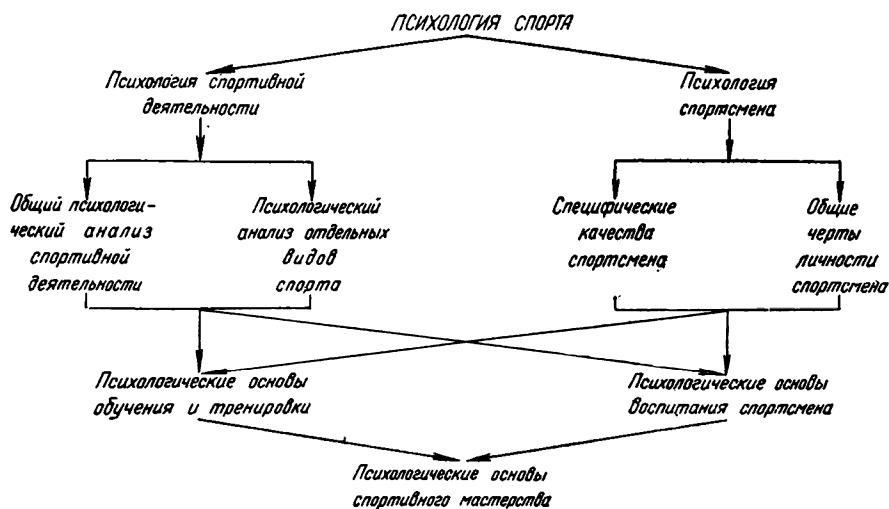 ПСИХОЛОГИЯ СПОРТА
Психология спортивной
деятельности
Психология
спортсмена
Общий психологи-
ческий анализ
спортивной
деятельности
Психологический
анализ отдельных
видов
спорта
Специфические
качества
спортсмена
Общие
черты
личности
спортсмена
Психологические основы
обучения и тренировки
Психологические основы
воспитания спортсмена
Психологические основы
спортивного мастерства